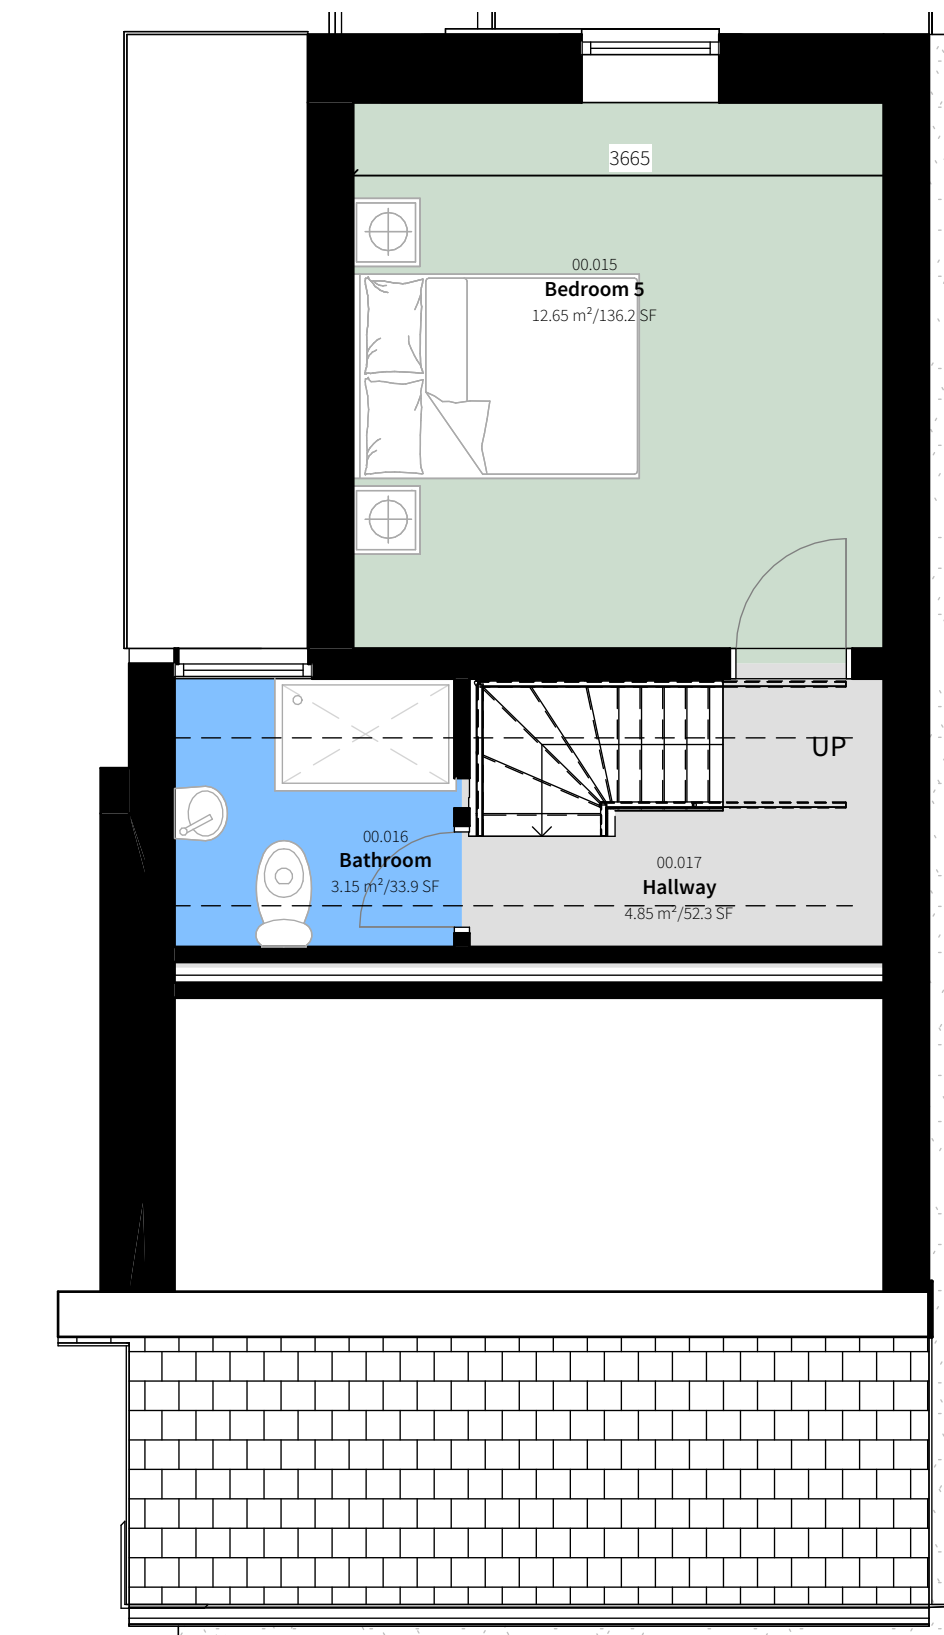 3665
00.015
Bedroom 5
12.65 m²/136.2 SF
UP
00.016
Bathroom
3.15 m²/33.9 SF
00.017
Hallway
4.85 m²/52.3 SF